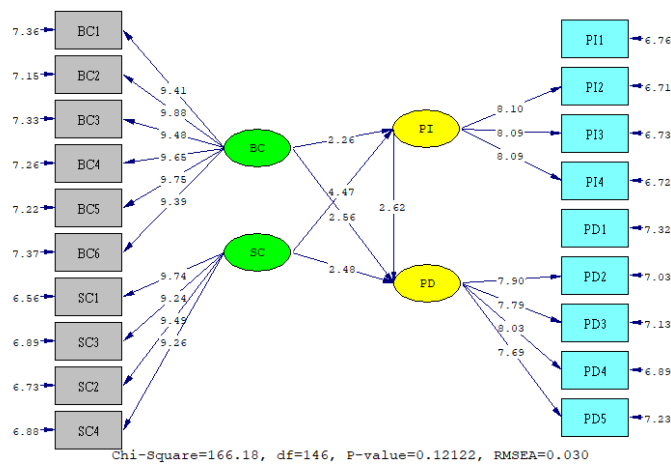 7.36 BC1
7.15 BC2
7.33 BC3
7.26 BC4
7.22 BC5
7.37 BC6
6.56 SC1
6.89 SC3
6.73 SC2
6.88 SC4
9.41
9.88
9.48
9.65
9.75
9.39
9.74
9.24
9.49
9.26
BC
SC
2.26
4.47
2.56
2.48
PI
2.62
PD
8.10
8.09
8.09
7.90
7.79
8.03
7.69
PI1 6.76
PI2 6.71
PI3 6.73
PI4 6.72
PD1 7.32
PD2 7.03
PD3 7.13
PD4 6.89
PD5 7.23
Chi-Square=166.18, df=146, P-value=0.12122, RMSEA=0.030